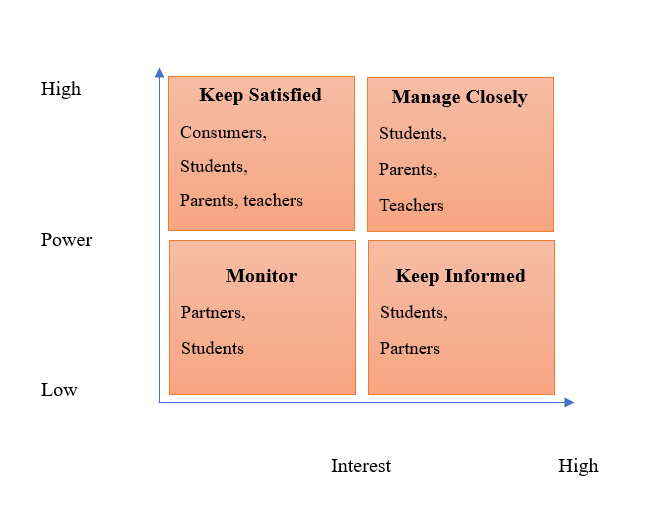 High
Keep Satisfied
Consumers,
Students,
Parents, teachers
Manage Closely
Students,
Parents,
Teachers
Power
Monitor
Partners,
Students
Keep Informed
Students,
Partners
Low
Interest
High